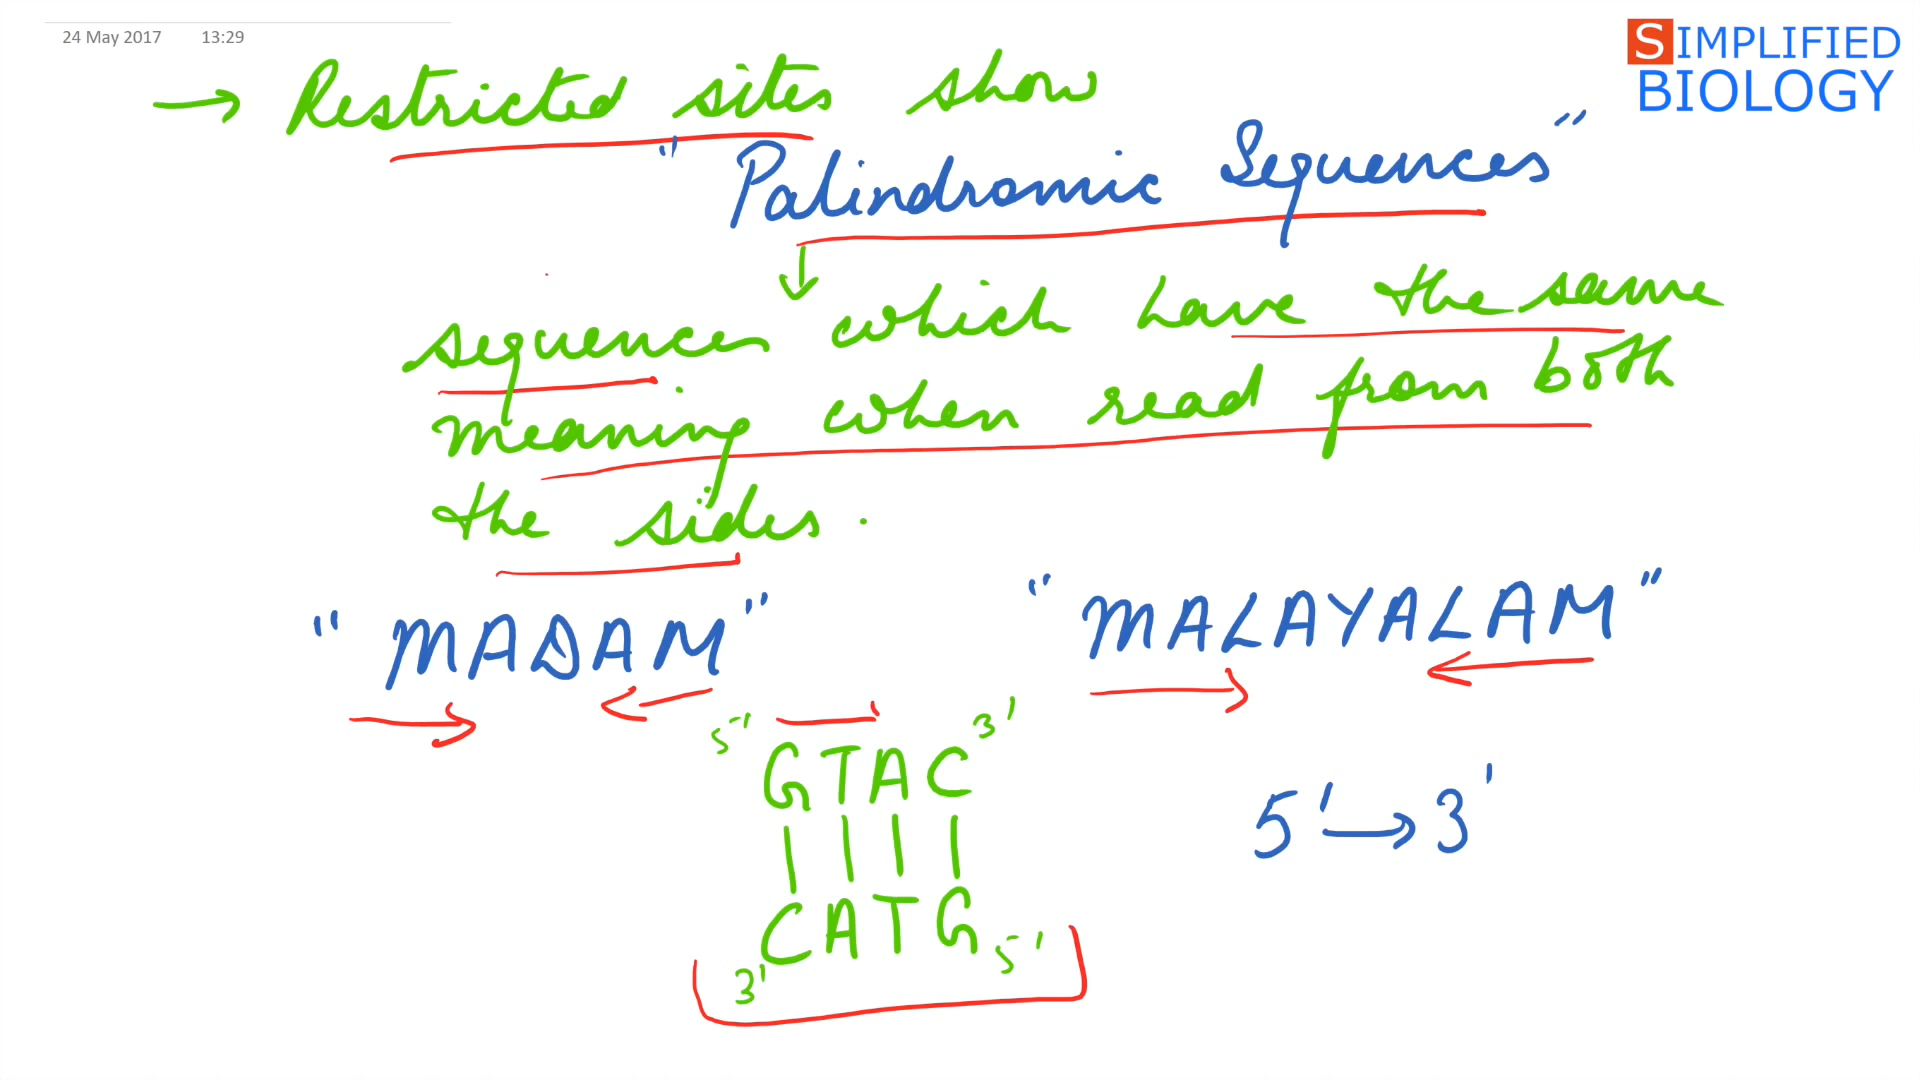 24 May 2017 13:29
SIMPLIFIED
BIOLOGY
→ Restricted sites show
"Palindromic Sequences"
sequences which have the same
meaning when read from both
the sides.
"MADAM" "MALAYALAM"
5' GTAC 3'
5' → 3'
3' CATG 5'